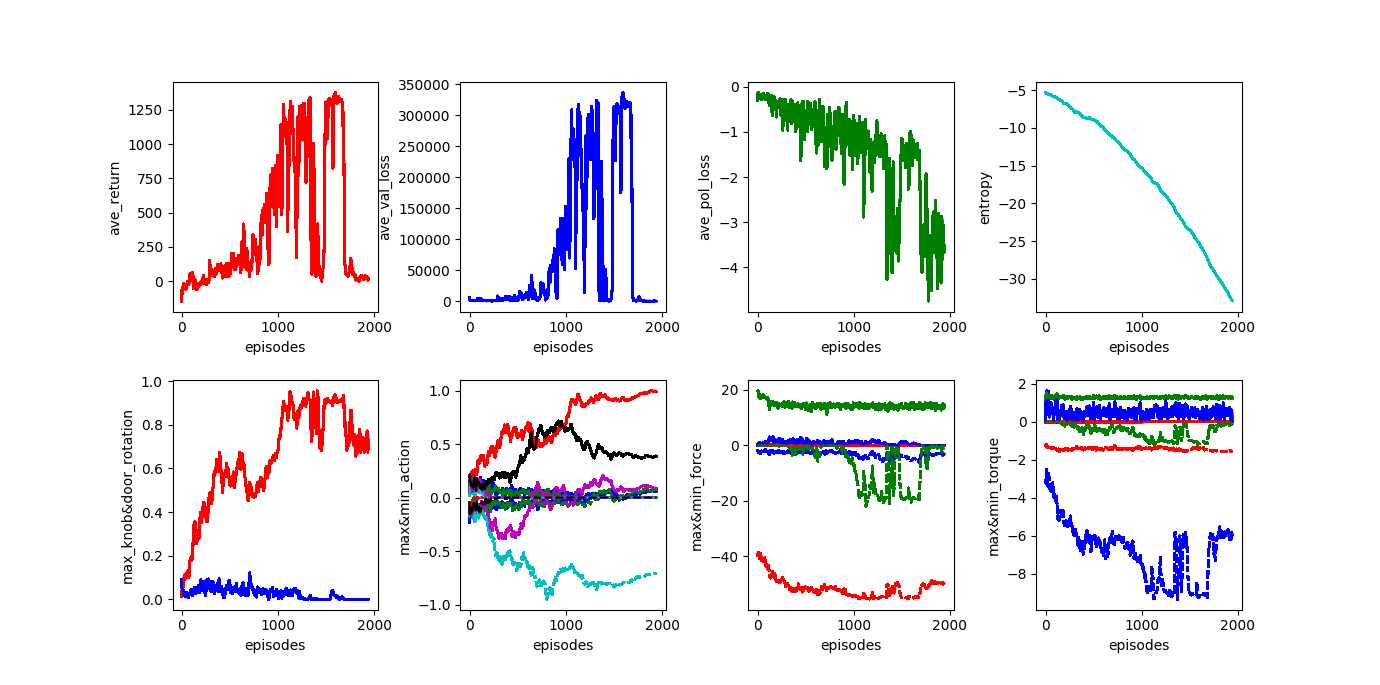 ave_return
1250
1000
750
500
250
0
0 1000 2000
episodes
ave_val_loss
350000
300000
250000
200000
150000
100000
50000
0
0 1000 2000
episodes
ave_pol_loss
0
−1
−2
−3
−4
0 1000 2000
episodes
entropy
−5
−10
−15
−20
−25
−30
0 1000 2000
episodes
max_knob&door_rotation
1.0
0.8
0.6
0.4
0.2
0.0
0 1000 2000
episodes
max&min_action
1.0
0.5
0.0
−0.5
−1.0
0 1000 2000
episodes
max&min_force
20
0
−20
−40
0 1000 2000
episodes
max&min_torque
2
0
−2
−4
−6
−8
0 1000 2000
episodes